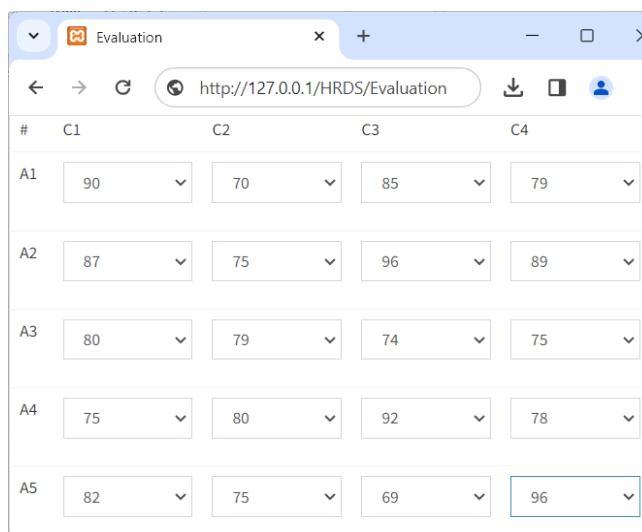 Evaluation
http://127.0.0.1/HRDS/Evaluation
# C1 C2 C3 C4
A1 90 70 85 79
A2 87 75 96 89
A3 80 79 74 75
A4 75 80 92 78
A5 82 75 69 96